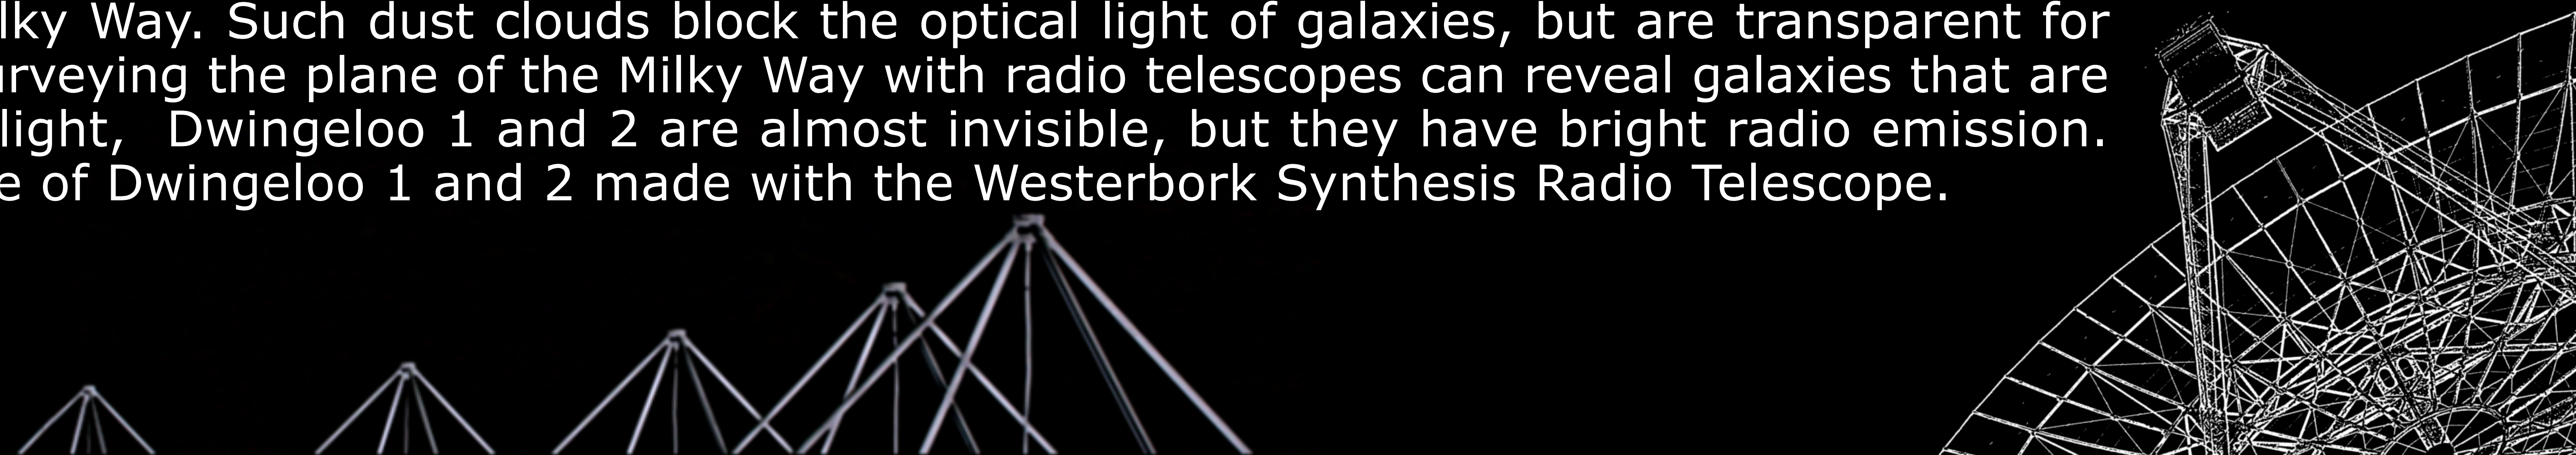 Way. Such dust clouds block the optical light of galaxies, but are transparent for
the plane of the Milky Way with radio telescopes can reveal galaxies that are
light, Dwingeloo 1 and 2 are almost invisible, but they have bright radio emission.
of Dwingeloo 1 and 2 made with the Westerbork Synthesis Radio Telescope.